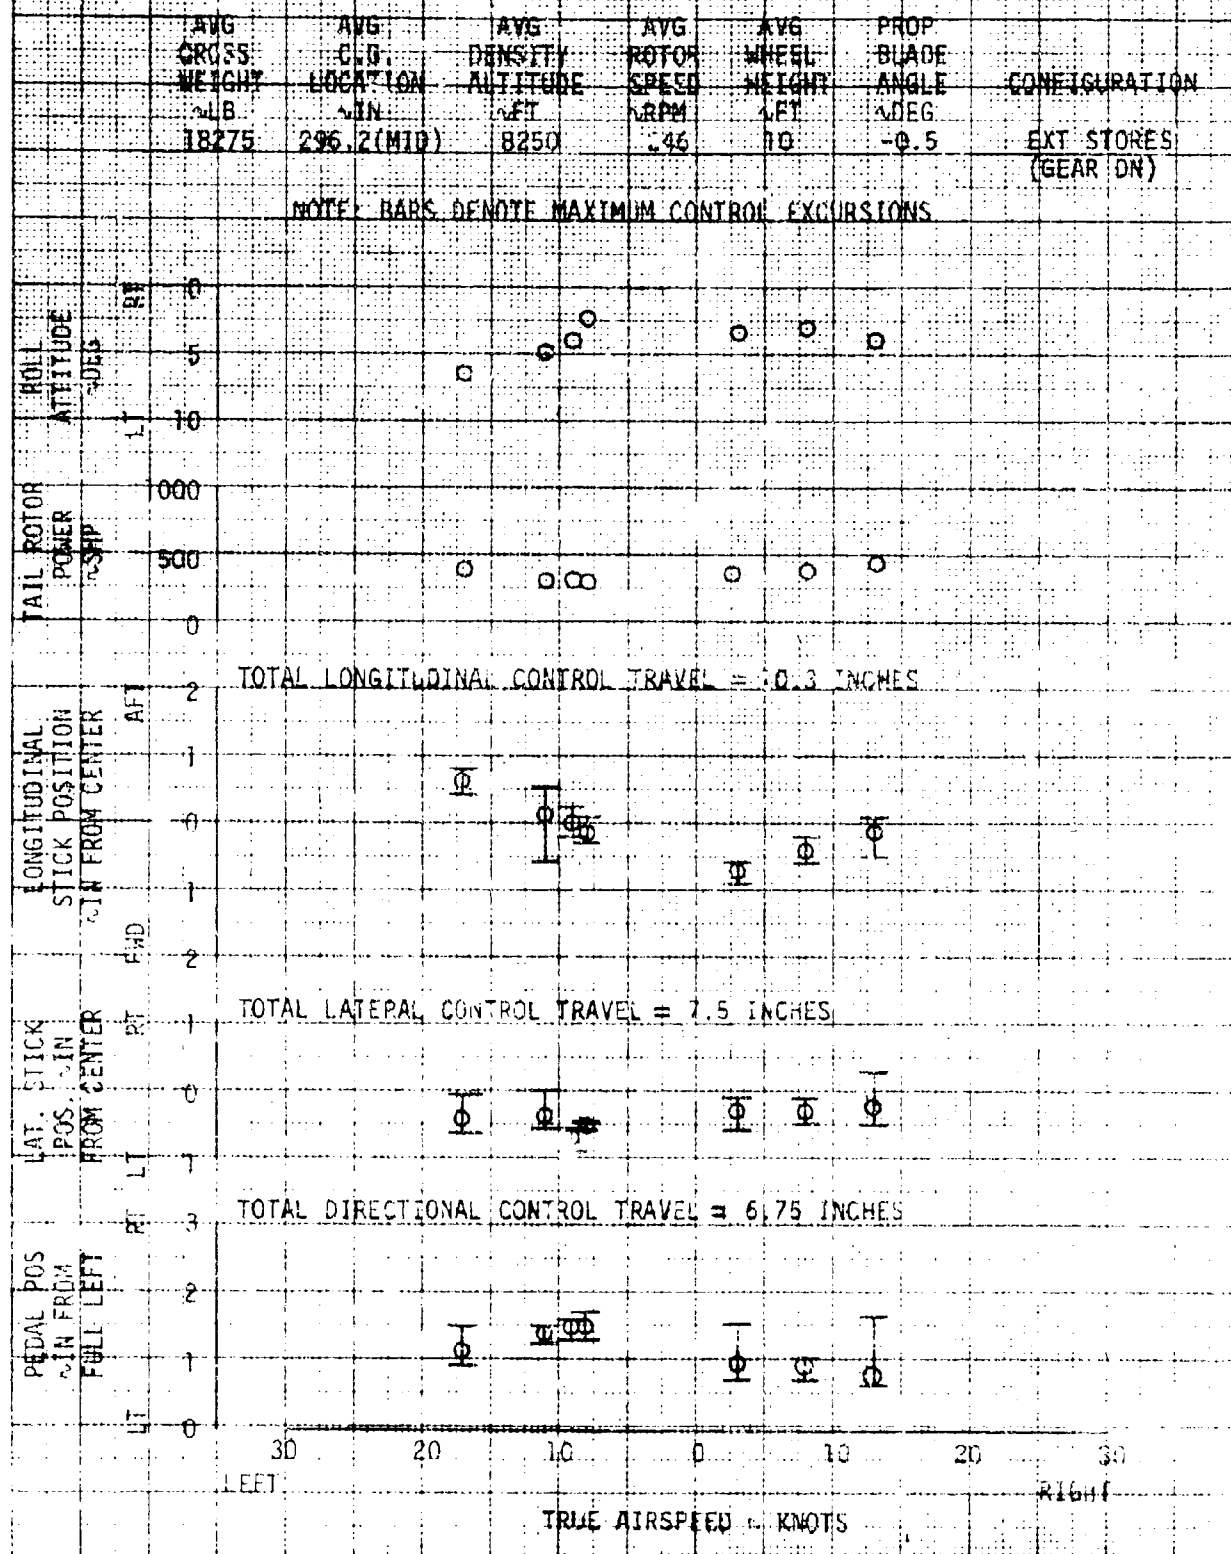 AVG AVG AVG AVG AVG PROP
GROSS C.G. DENSITY ROTOR WHEEL BLADE
WEIGHT LOCATION ALTITUDE SPEED HEIGHT ANGLE CONFIGURATION
~LB ~IN ~FT ~RPM ~FT ~DEG
18275 296.2(MID) 8250 46 10 -0.5 EXT STORES
(GEAR DN)
NOTE: BARS DENOTE MAXIMUM CONTROL EXCURSIONS
ROLL
ATTITUDE
~DEG
RT
LT
0
5
10
TAIL ROTOR
POWER
~SHP
1000
500
0
TOTAL LONGITUDINAL CONTROL TRAVEL = 10.3 INCHES
LONGITUDINAL
STICK POSITION
~IN FROM CENTER
AFT
FWD
2
1
0
1
2
TOTAL LATERAL CONTROL TRAVEL = 7.5 INCHES
LAT. STICK
POS. ~IN
FROM CENTER
RT
LT
1
0
1
TOTAL DIRECTIONAL CONTROL TRAVEL = 6.75 INCHES
PEDAL POS
~IN FROM
FULL LEFT
RT
LT
3
2
1
0
30 20 10 0 10 20 30
LEFT RIGHT
TRUE AIRSPEED ~ KNOTS